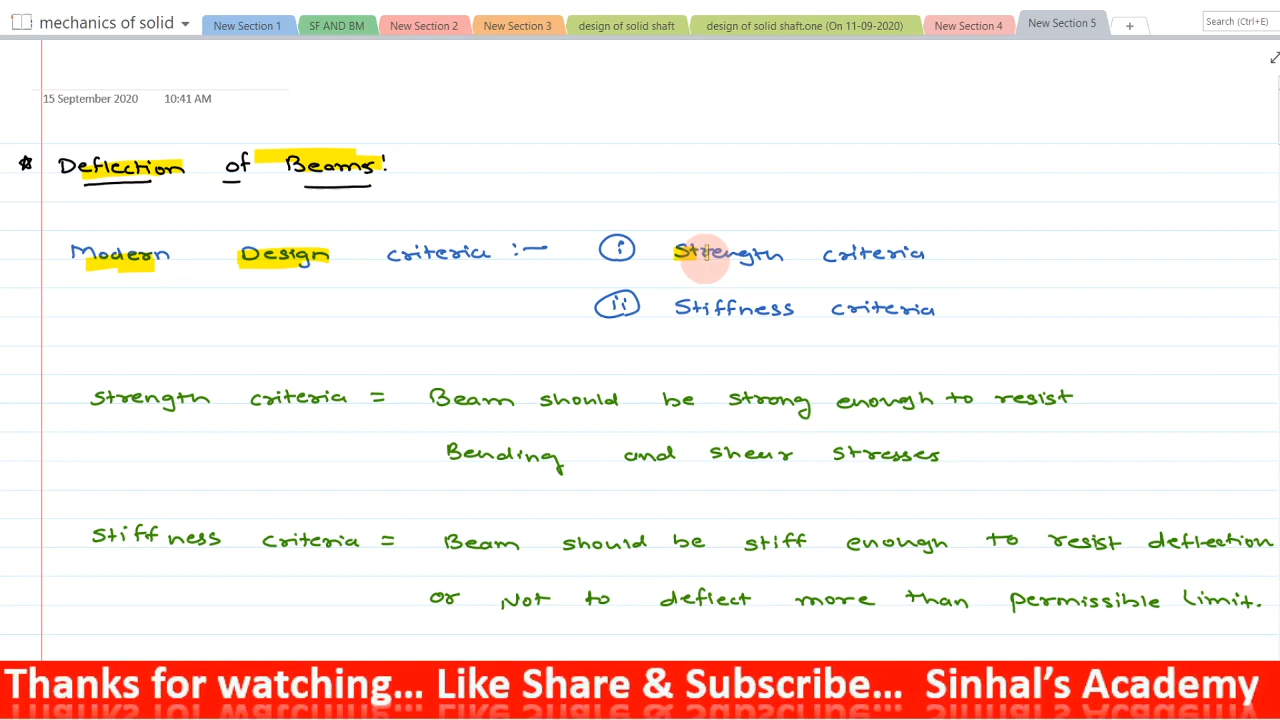 mechanics of solid
New Section 1
SF AND BM
New Section 2
New Section 3
design of solid shaft
design of solid shaft.one (On 11-09-2020)
New Section 4
New Section 5
+
Search (Ctrl+E)
15 September 2020 10:41 AM
* Deflection of Beams:
Modern Design criteria :- (i) Strength criteria
(ii) Stiffness criteria
Strength criteria = Beam should be strong enough to resist
Bending and shear stresses
Stiffness criteria = Beam should be stiff enough to resist deflection
or Not to deflect more than permissible Limit.
Thanks for watching... Like Share & Subscribe... Sinhal's Academy